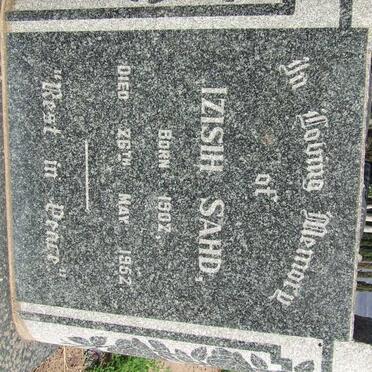 In Loving Memory
of
IZISIH SAHD,
BORN 1902,
DIED 26TH MAY 1962
"Rest in Peace"